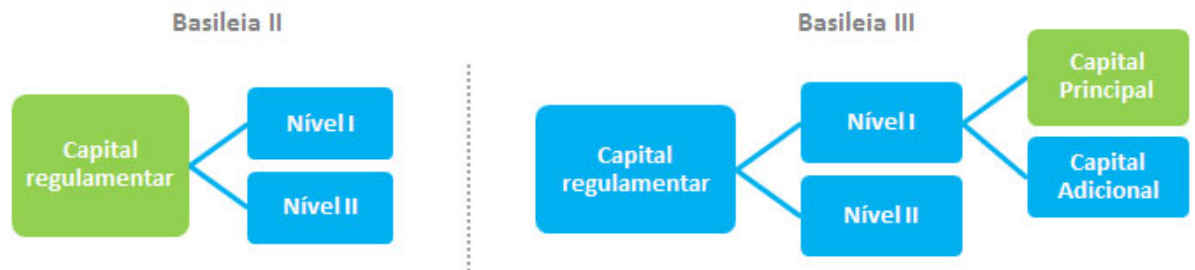 Basileia II
Capital
regulamentar
Nível I
Nível II
Basileia III
Capital
regulamentar
Nível I
Nível II
Capital
Principal
Capital
Adicional